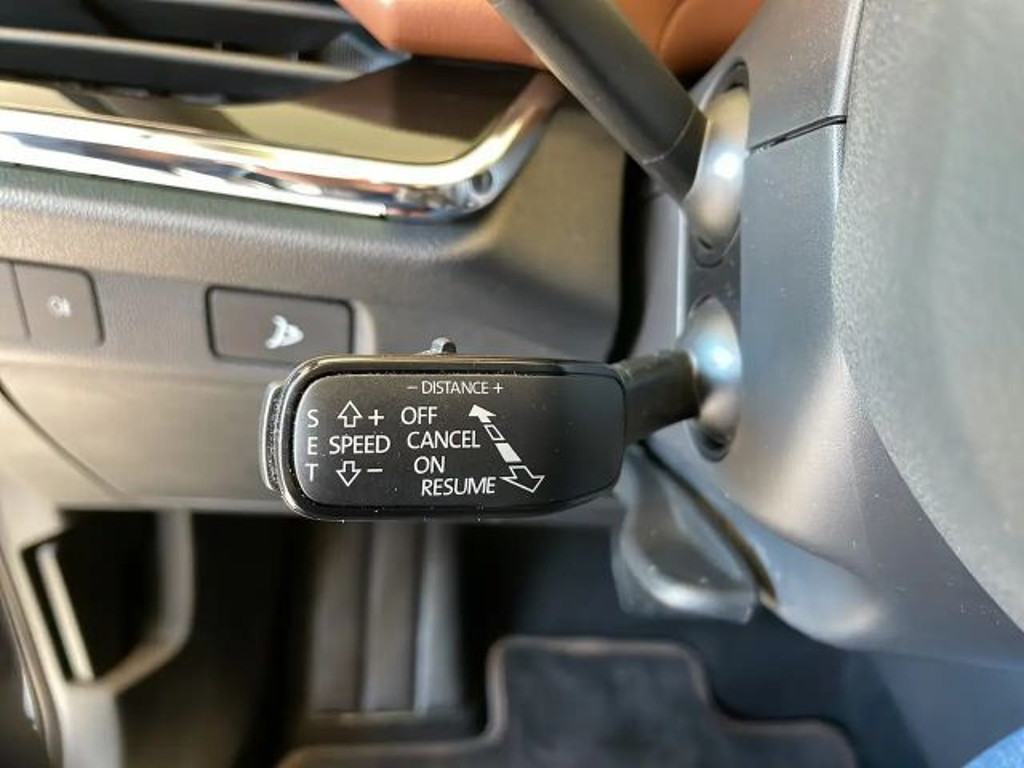 − DISTANCE +
S E T
+
SPEED
−
OFF
CANCEL
ON
RESUME